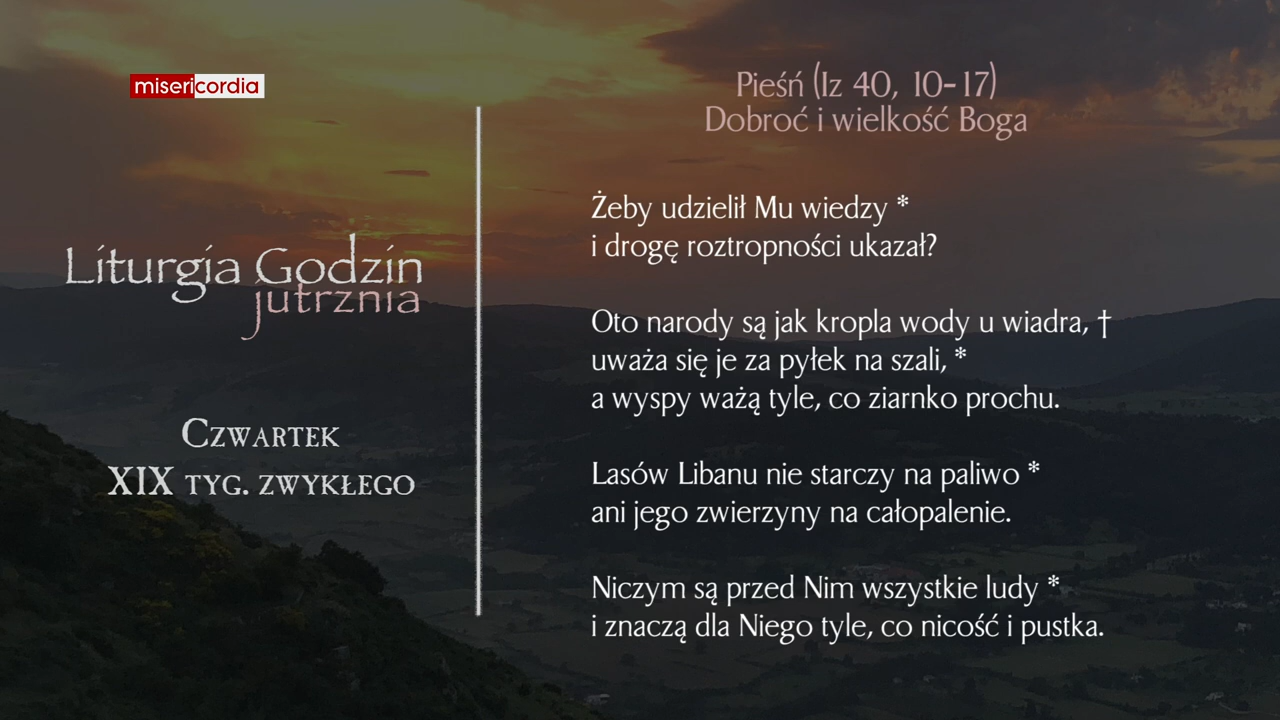 misericordia
Liturgia Godzin
jutrznia
Czwartek
XIX tyg. zwykłego
Pieśń (Iz 40, 10-17)
Dobroć i wielkość Boga
Żeby udzielił Mu wiedzy *
i drogę roztropności ukazał?
Oto narody są jak kropla wody u wiadra, †
uważa się je za pyłek na szali, *
a wyspy ważą tyle, co ziarnko prochu.
Lasów Libanu nie starczy na paliwo *
ani jego zwierzyny na całopalenie.
Niczym są przed Nim wszystkie ludy *
i znaczą dla Niego tyle, co nicość i pustka.